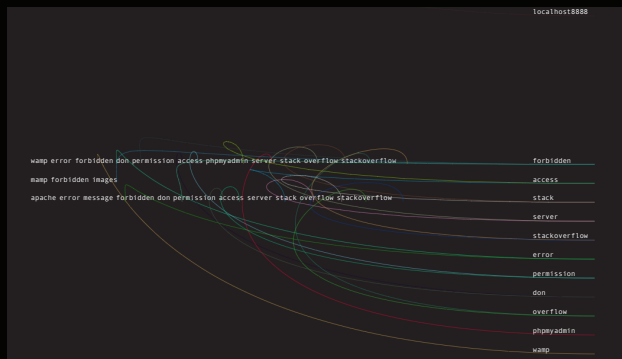 localhost8888
wamp error forbidden don permission access phpmyadmin server stack overflow stackoverflow
forbidden
mamp forbidden images
access
apache error message forbidden don permission access server stack overflow stackoverflow
stack
server
stackoverflow
error
permission
don
overflow
phpmyadmin
wamp